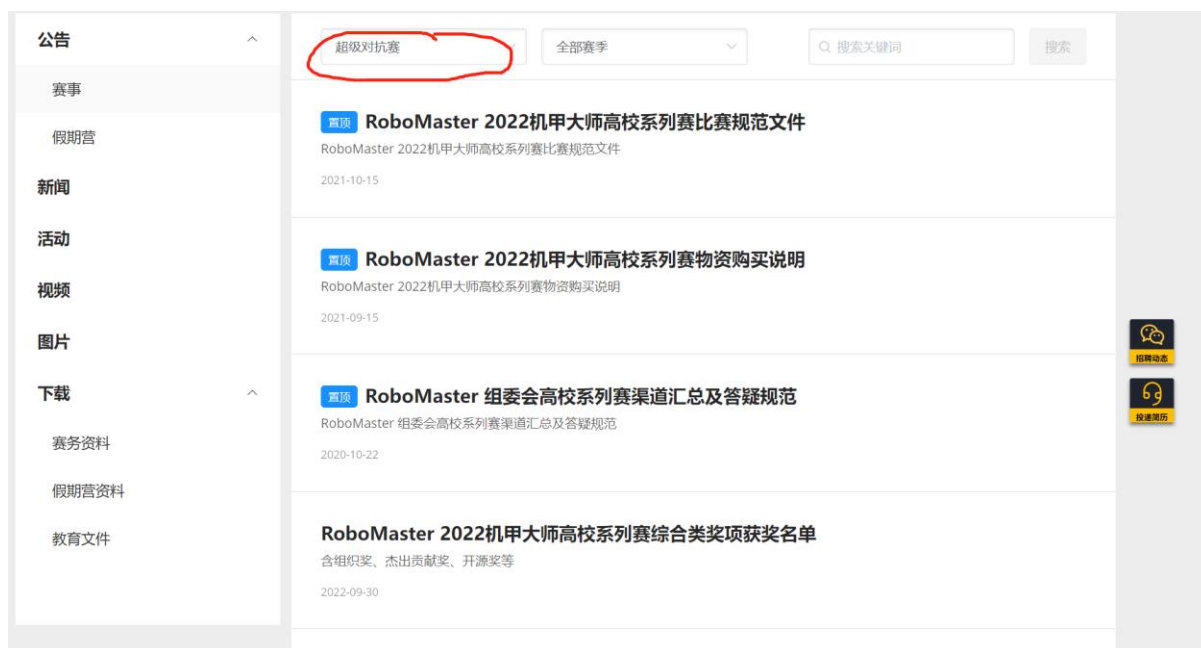 公告
赛事
假期营
新闻
活动
视频
图片
下载
赛务资料
假期营资料
教育文件
超级对抗赛
全部赛季
搜索关键词
搜索
置顶 RoboMaster 2022机甲大师高校系列赛比赛规范文件
RoboMaster 2022机甲大师高校系列赛比赛规范文件
2021-10-15
置顶 RoboMaster 2022机甲大师高校系列赛物资购买说明
RoboMaster 2022机甲大师高校系列赛物资购买说明
2021-09-15
置顶 RoboMaster 组委会高校系列赛渠道汇总及答疑规范
RoboMaster 组委会高校系列赛渠道汇总及答疑规范
2020-10-22
RoboMaster 2022机甲大师高校系列赛综合类奖项获奖名单
含组织奖、杰出贡献奖、开源奖等
2022-09-30
招聘动态
投递简历